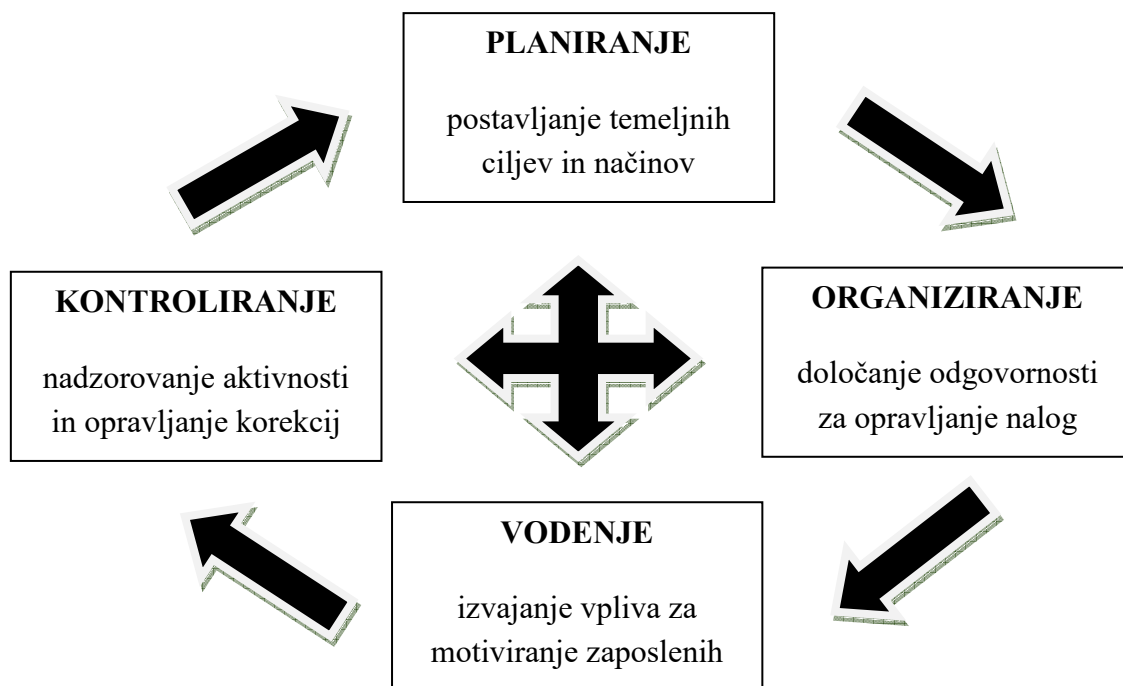 PLANIRANJE
postavljanje temeljnih
ciljev in načinov
KONTROLIRANJE
nadzorovanje aktivnosti
in opravljanje korekcij
ORGANIZIRANJE
določanje odgovornosti
za opravljanje nalog
VODENJE
izvajanje vpliva za
motiviranje zaposlenih